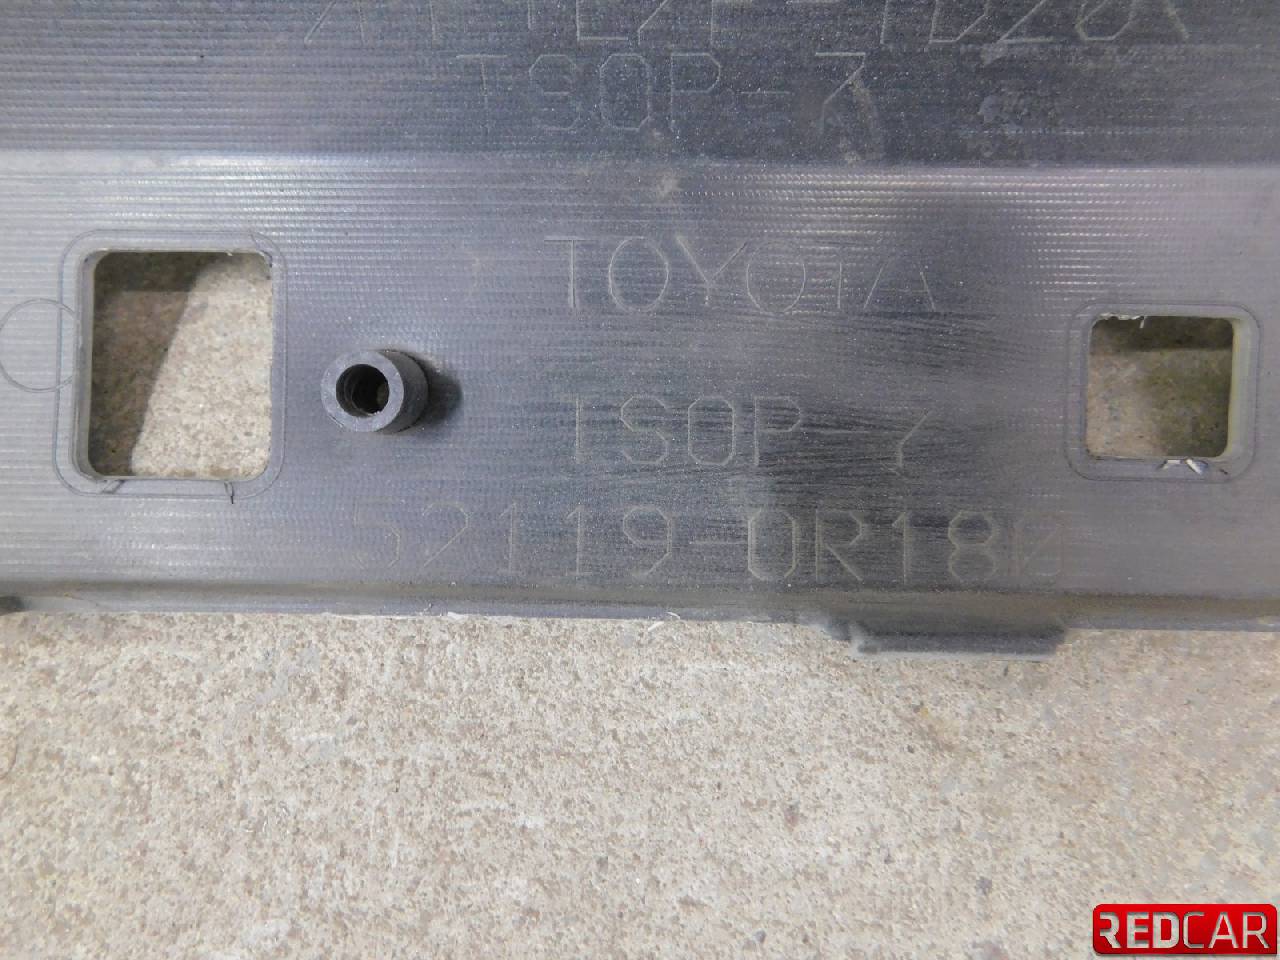 TSOP-7
TOYOTA
TSOP-7
52119-0R180
REDCAR